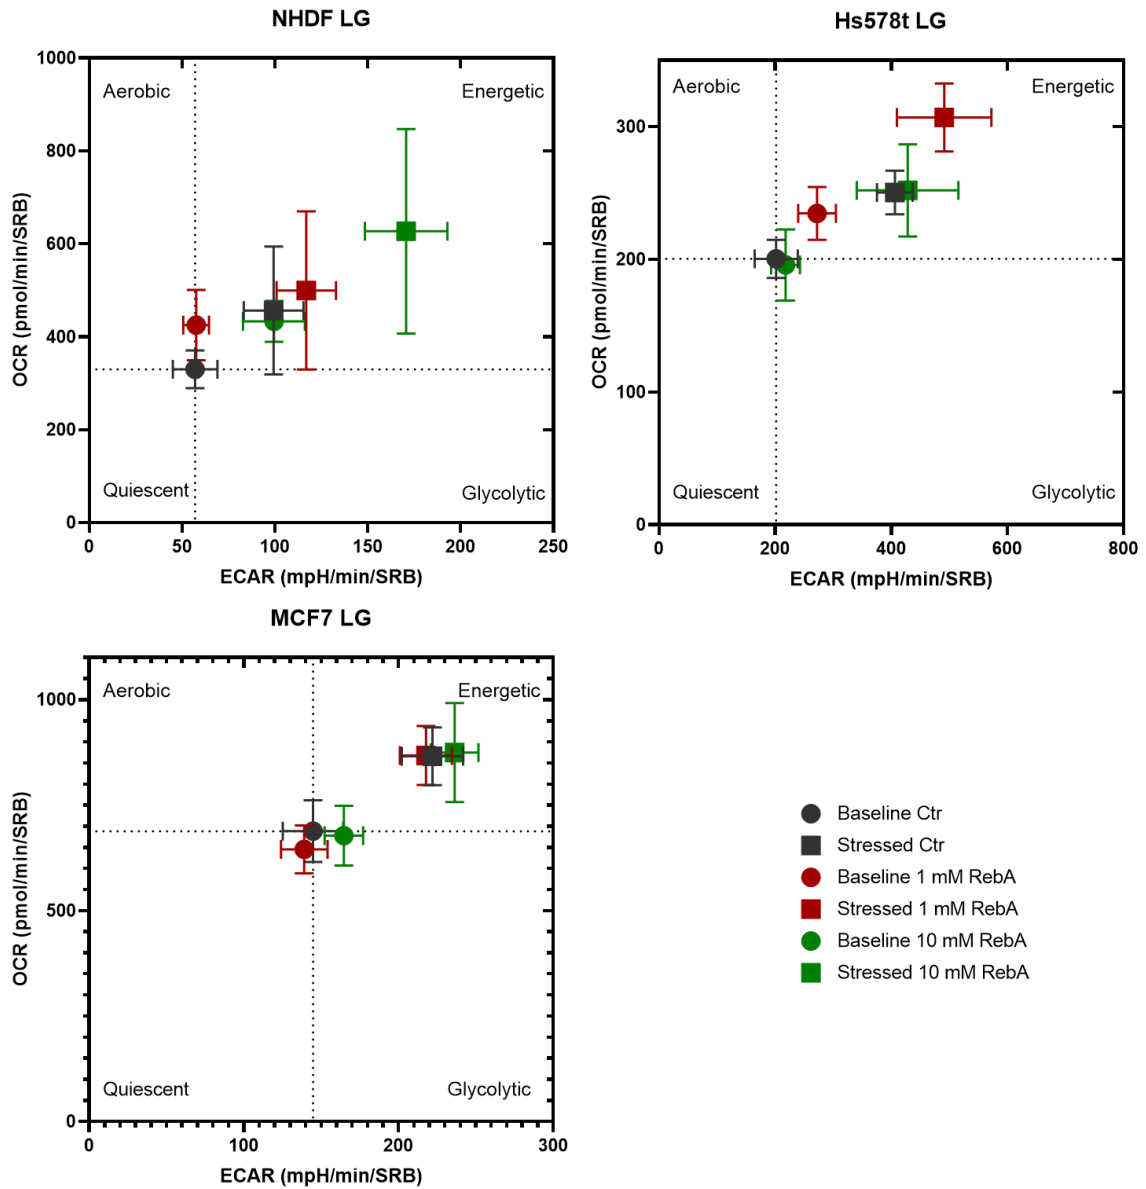 NHDF LG
1000
800
600
400
200
0
OCR (pmol/min/SRB)
Aerobic
Energetic
Quiescent
Glycolytic
0 50 100 150 200 250
ECAR (mpH/min/SRB)
Hs578t LG
300
200
100
0
OCR (pmol/min/SRB)
Aerobic
Energetic
Quiescent
Glycolytic
0 200 400 600 800
ECAR (mpH/min/SRB)
MCF7 LG
1000
500
0
OCR (pmol/min/SRB)
Aerobic
Energetic
Quiescent
Glycolytic
0 100 200 300
ECAR (mpH/min/SRB)
Baseline Ctr
Stressed Ctr
Baseline 1 mM RebA
Stressed 1 mM RebA
Baseline 10 mM RebA
Stressed 10 mM RebA